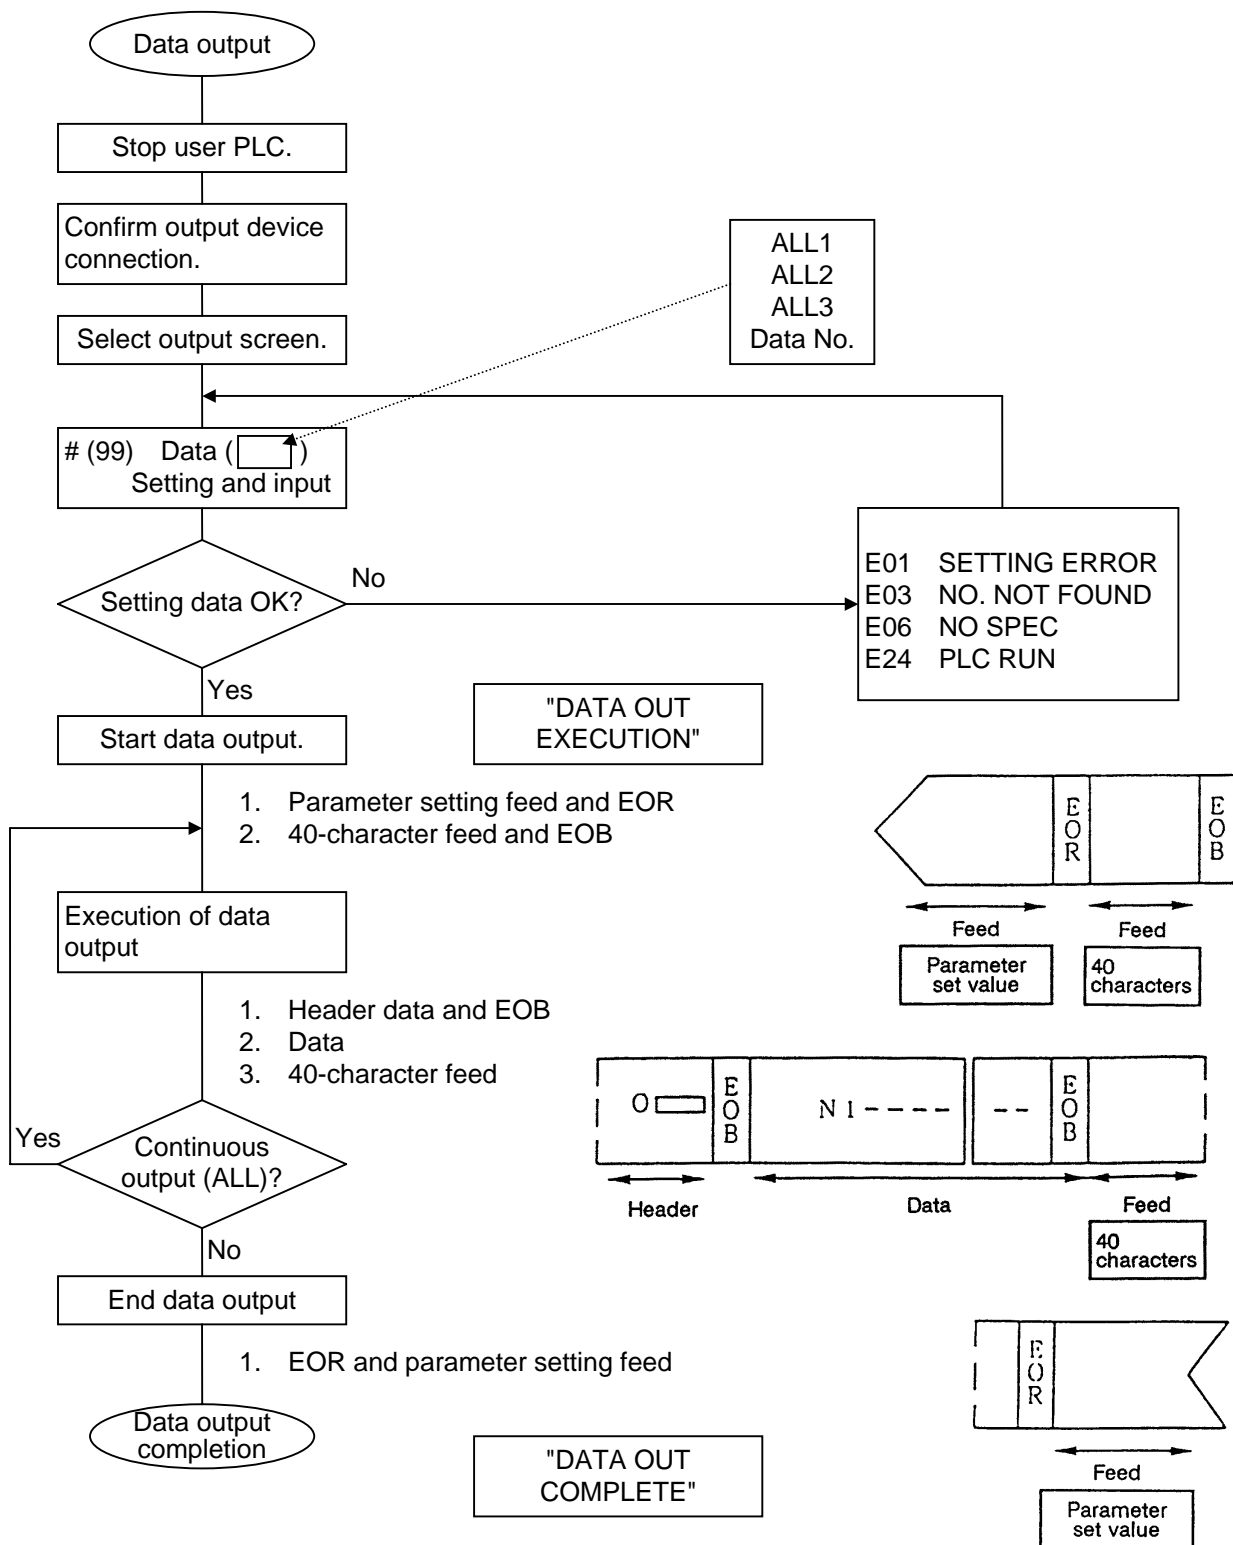 Data output
Stop user PLC.
Confirm output device
connection.
Select output screen.
ALL1
ALL2
ALL3
Data No.
# (99) Data ( )
Setting and input
Setting data OK?
No
E01 SETTING ERROR
E03 NO. NOT FOUND
E06 NO SPEC
E24 PLC RUN
Yes
"DATA OUT
EXECUTION"
Start data output.
1. Parameter setting feed and EOR
2. 40-character feed and EOB
EOR
EOB
Feed
Feed
Parameter
set value
40
characters
Execution of data
output
1. Header data and EOB
2. Data
3. 40-character feed
O
EOB
N1 - - - - -
- -
EOB
Header
Data
Feed
40
characters
Yes
Continuous
output (ALL)?
No
End data output
1. EOR and parameter setting feed
EOR
Feed
Parameter
set value
Data output
completion
"DATA OUT
COMPLETE"